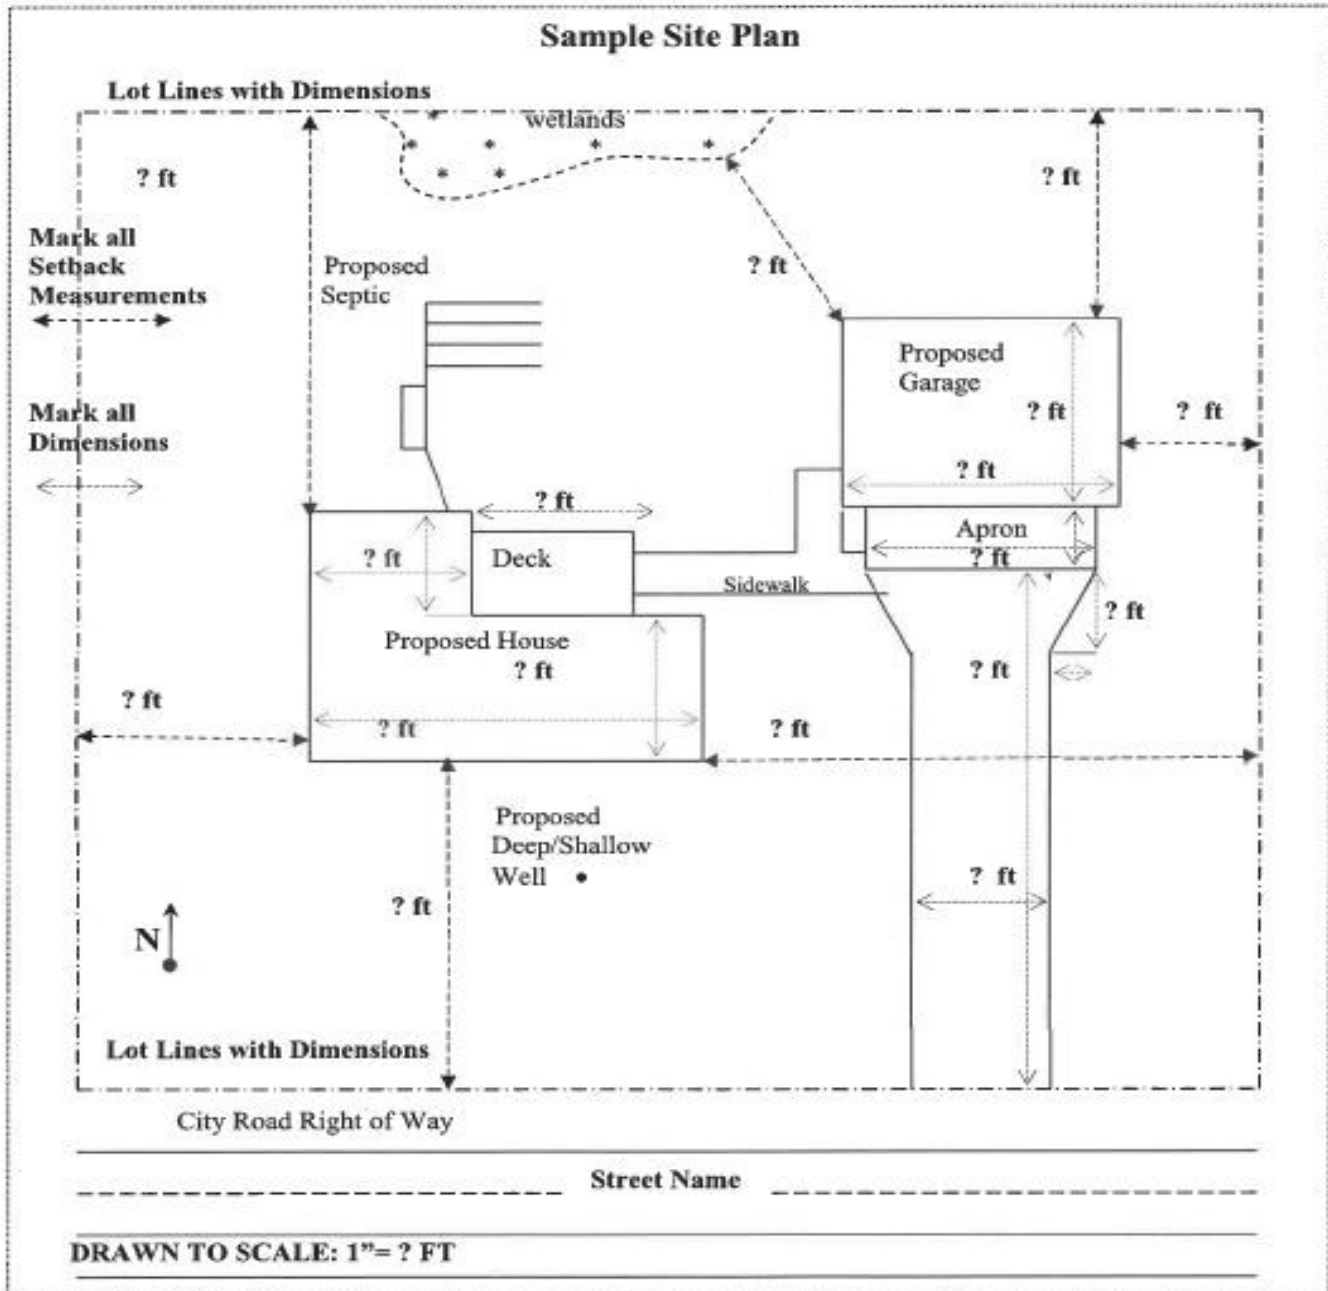 Sample Site Plan
Lot Lines with Dimensions
wetlands
? ft
? ft
Mark all
Setback
Measurements
Proposed
Septic
? ft
Proposed
Garage
Mark all
Dimensions
? ft
? ft
? ft
? ft
Deck
? ft
Apron
? ft
Sidewalk
? ft
Proposed House
? ft
? ft
? ft
? ft
? ft
Proposed
Deep/Shallow
Well
? ft
? ft
N
Lot Lines with Dimensions
City Road Right of Way
Street Name
DRAWN TO SCALE: 1”= ? FT